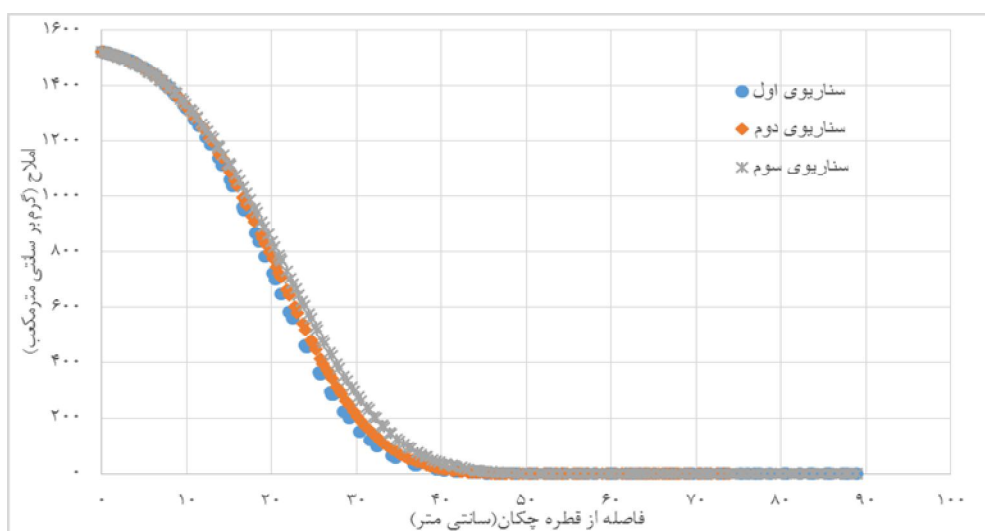 ۱۶۰۰
۱۴۰۰
۱۲۰۰
۱۰۰۰
۸۰۰
۶۰۰
۴۰۰
۲۰۰
۰
املاح (گرم بر سانتی مترمکعب)
سناریوی اول
سناریوی دوم
سناریوی سوم
۰ ۱۰ ۲۰ ۳۰ ۴۰ ۵۰ ۶۰ ۷۰ ۸۰ ۹۰ ۱۰۰
فاصله از قطره چکان(سانتی متر)